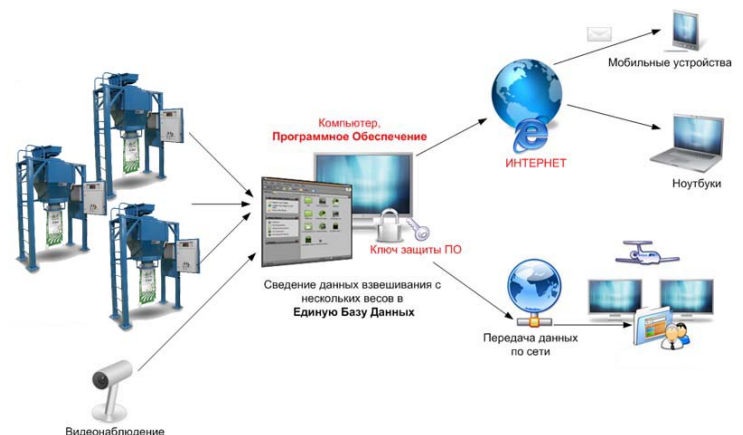 Мобильные устройства
Компьютер,
Программное Обеспечение
ИНТЕРНЕТ
Ноутбуки
Ключ защиты ПО
Сведение данных взвешивания с
нескольких весов в
Единую Базу Данных
Передача данных
по сети
Видеонаблюдение